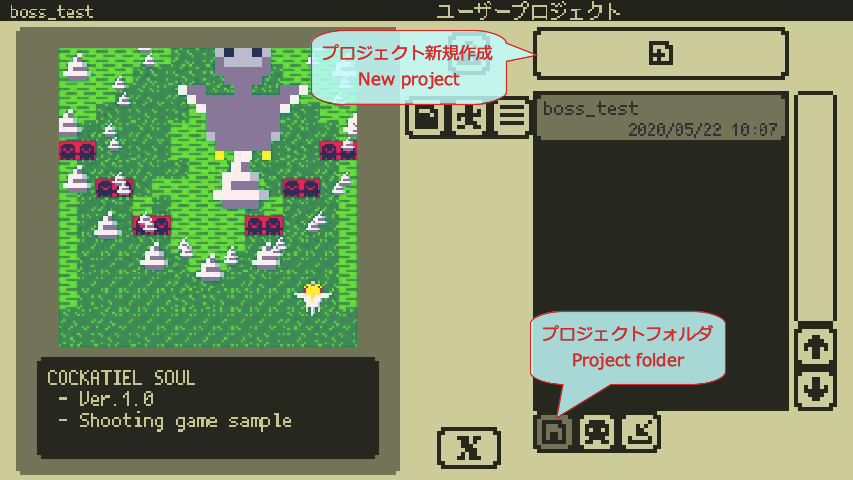 boss_test
ユーザープロジェクト
プロジェクト新規作成
New project
boss_test
2020/05/22 10:07
プロジェクトフォルダ
Project folder
COCKATIEL SOUL
- Ver.1.0
- Shooting game sample
X